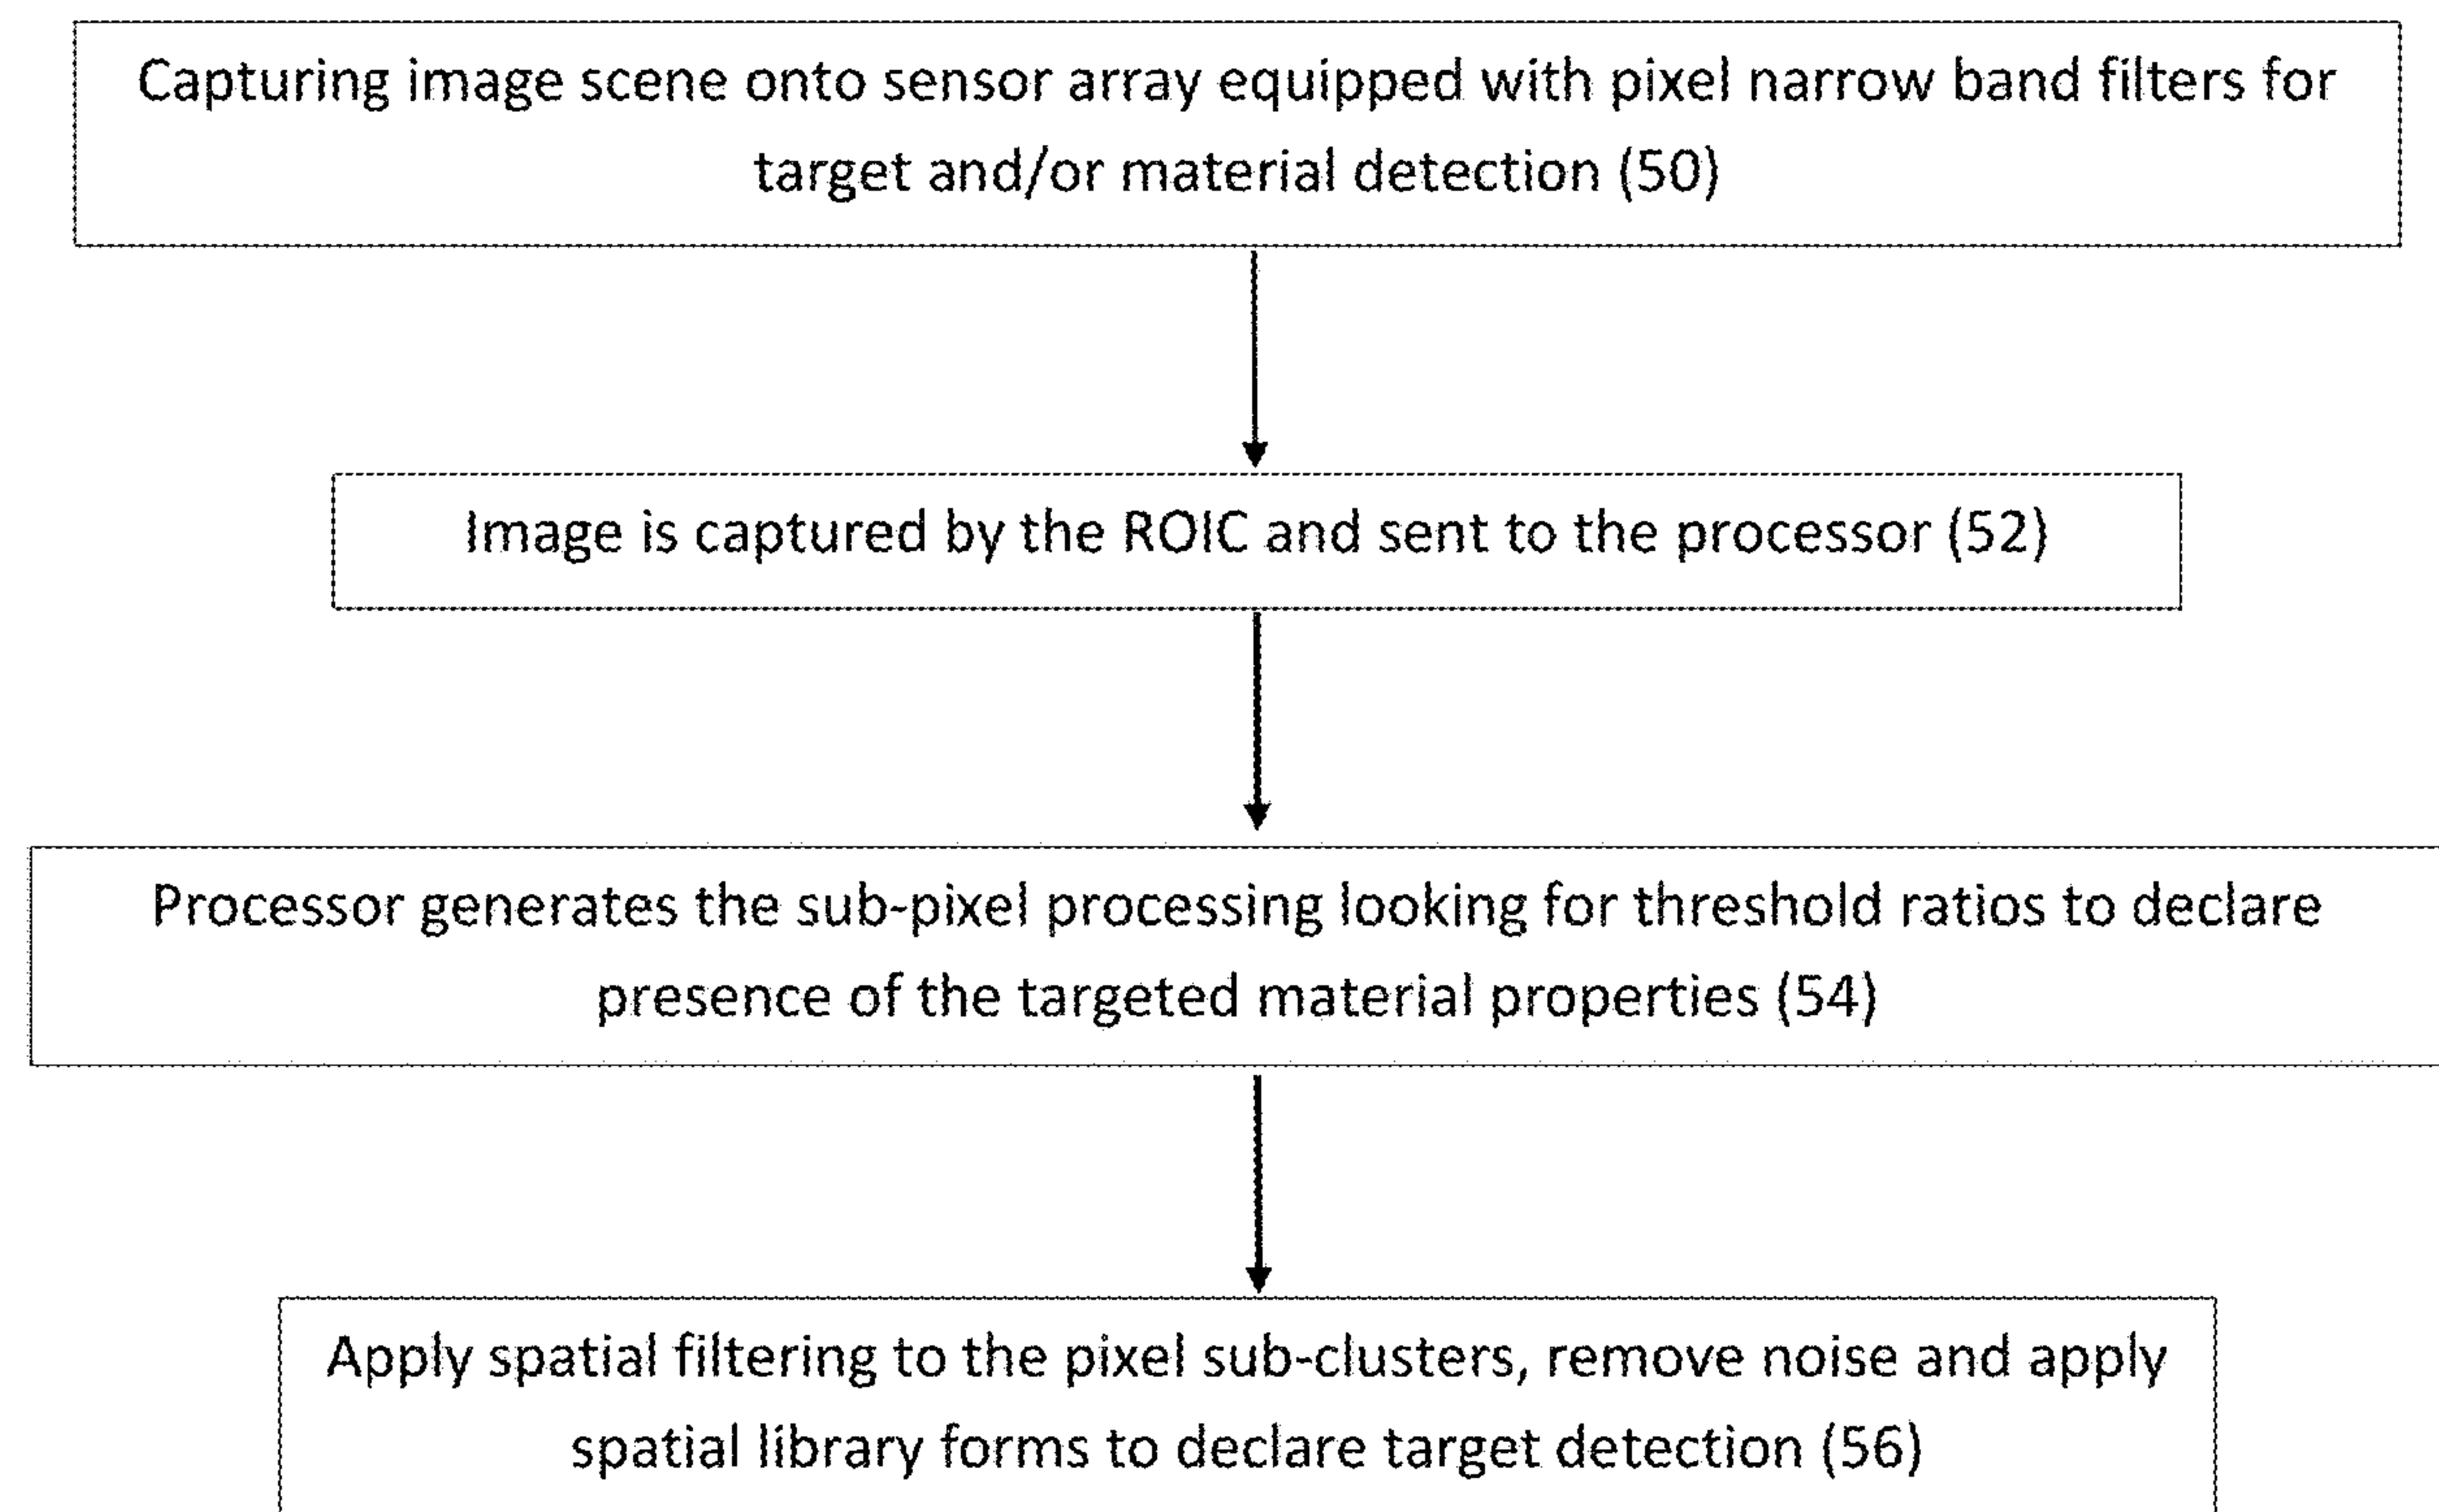 Capturing image scene onto sensor array equipped with pixel narrow band filters for
target and/or material detection (50)
Image is captured by the ROIC and sent to the processor (52)
Processor generates the sub-pixel processing looking for threshold ratios to declare
presence of the targeted material properties (54)
Apply spatial filtering to the pixel sub-clusters, remove noise and apply
spatial library forms to declare target detection (56)